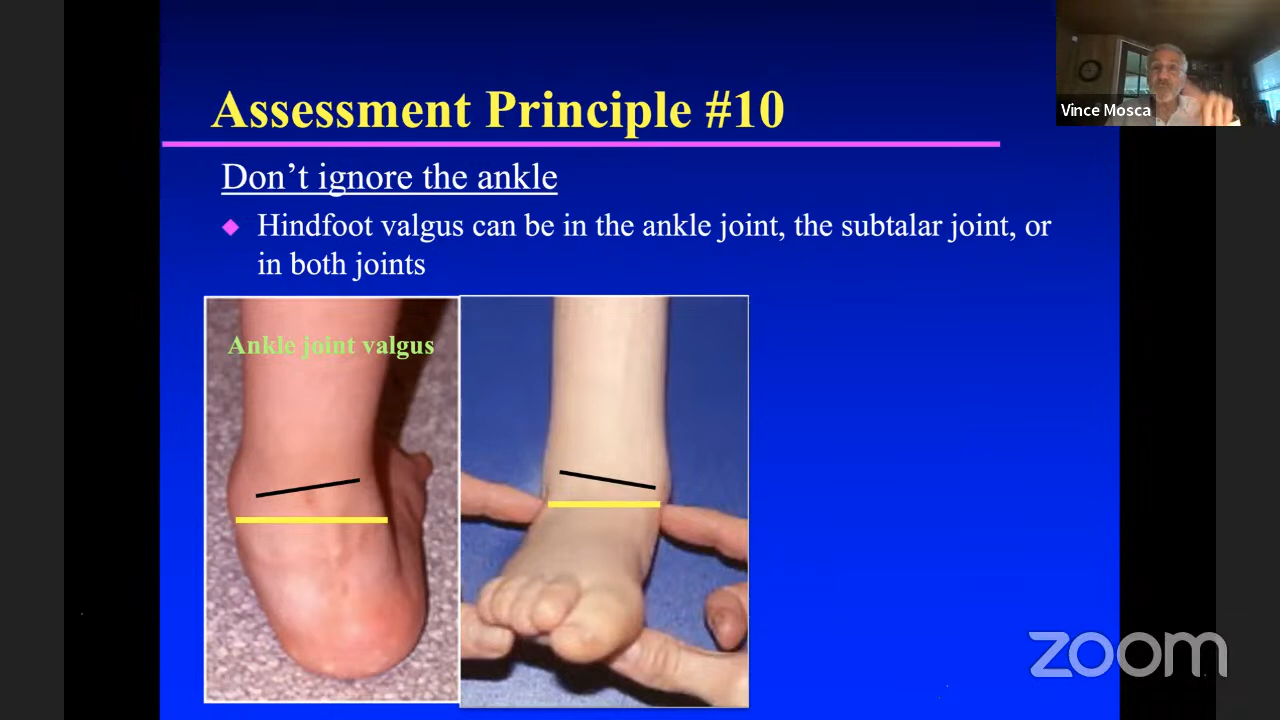 Assessment Principle #10
Don't ignore the ankle
Hindfoot valgus can be in the ankle joint, the subtalar joint, or
in both joints
Ankle joint valgus
Vince Mosca
zoom